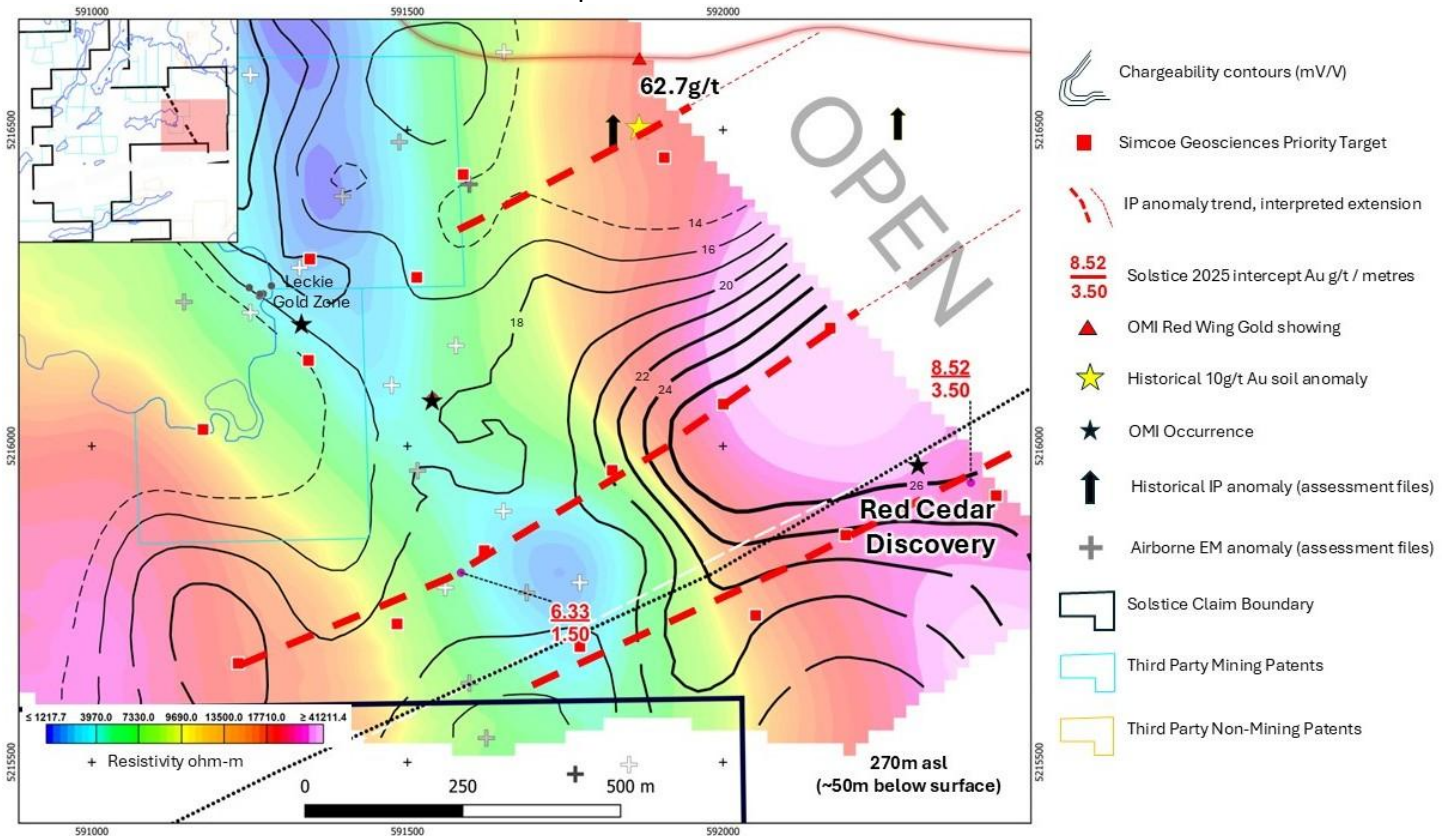 591000
591500
592000
5216500
5216000
5215500
5216500
5216000
5215500
62.7g/t
OPEN
14
16
20
18
22
24
Leckie
Gold Zone
8.52
3.50
26
Red Cedar
Discovery
6.33
1.50
≤ 1217.7 3970.0 7330.0 9690.0 13500.0 17710.0 ≥ 41211.4
Resistivity ohm-m
0 250 500 m
270m asl
(~50m below surface)
591000
591500
592000
Chargeability contours (mV/V)
Simcoe Geosciences Priority Target
IP anomaly trend, interpreted extension
8.52
3.50
Solstice 2025 intercept Au g/t / metres
OMI Red Wing Gold showing
Historical 10g/t Au soil anomaly
OMI Occurrence
Historical IP anomaly (assessment files)
Airborne EM anomaly (assessment files)
Solstice Claim Boundary
Third Party Mining Patents
Third Party Non-Mining Patents